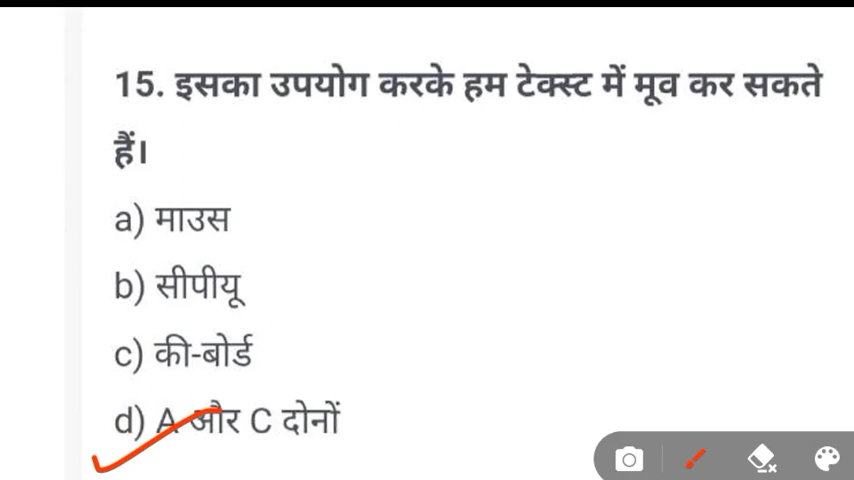 15. इसका उपयोग करके हम टेक्स्ट में मूव कर सकते
हैं।
a) माउस
b) सीपीयू
c) की-बोर्ड
d) A और C दोनों